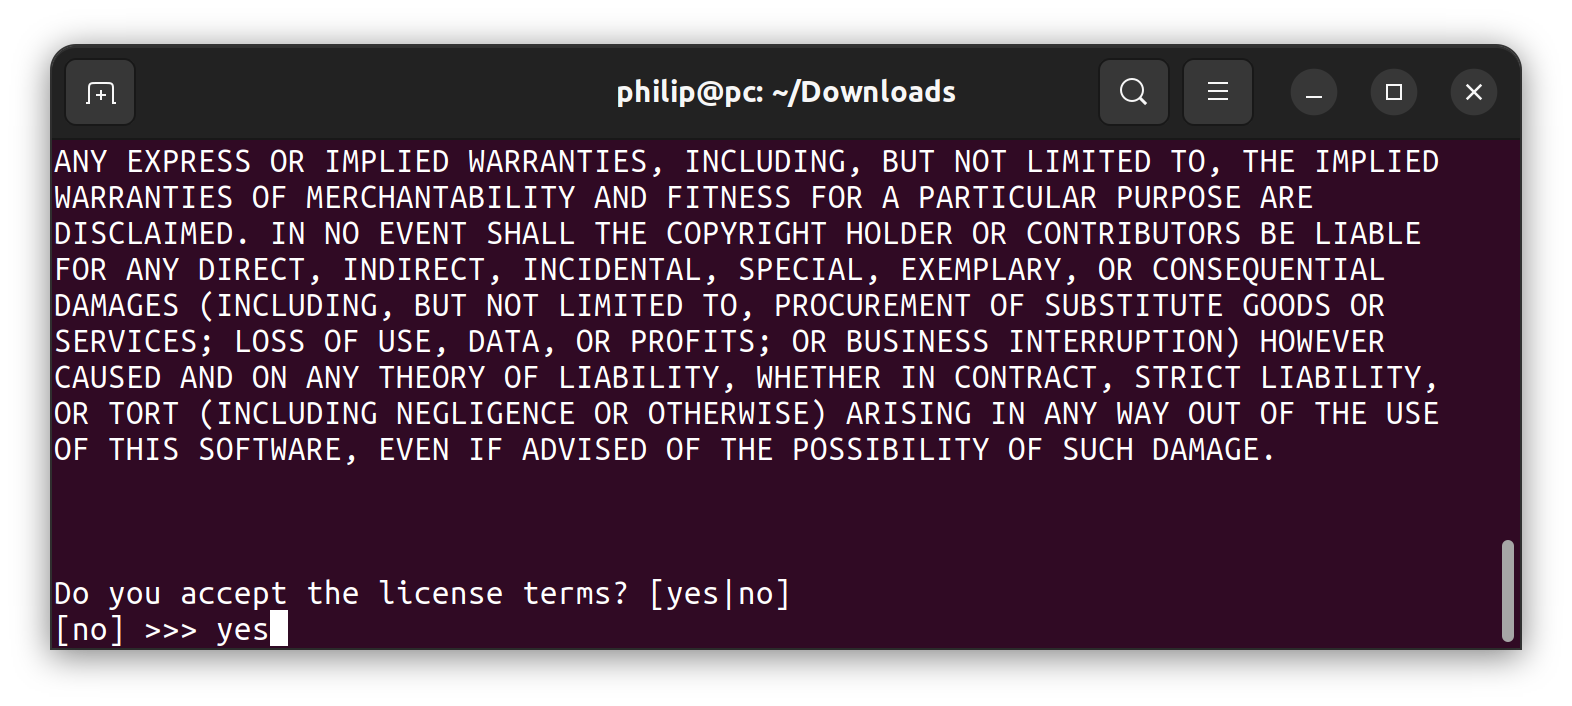 philip@pc: ~/Downloads
ANY EXPRESS OR IMPLIED WARRANTIES, INCLUDING, BUT NOT LIMITED TO, THE IMPLIED
WARRANTIES OF MERCHANTABILITY AND FITNESS FOR A PARTICULAR PURPOSE ARE
DISCLAIMED. IN NO EVENT SHALL THE COPYRIGHT HOLDER OR CONTRIBUTORS BE LIABLE
FOR ANY DIRECT, INDIRECT, INCIDENTAL, SPECIAL, EXEMPLARY, OR CONSEQUENTIAL
DAMAGES (INCLUDING, BUT NOT LIMITED TO, PROCUREMENT OF SUBSTITUTE GOODS OR
SERVICES; LOSS OF USE, DATA, OR PROFITS; OR BUSINESS INTERRUPTION) HOWEVER
CAUSED AND ON ANY THEORY OF LIABILITY, WHETHER IN CONTRACT, STRICT LIABILITY,
OR TORT (INCLUDING NEGLIGENCE OR OTHERWISE) ARISING IN ANY WAY OUT OF THE USE
OF THIS SOFTWARE, EVEN IF ADVISED OF THE POSSIBILITY OF SUCH DAMAGE.
Do you accept the license terms? [yes|no]
[no] >>> yes